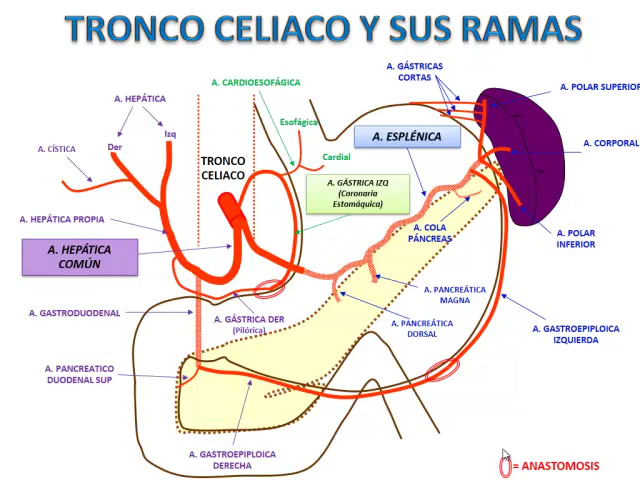 TRONCO CELIACO Y SUS RAMAS
A. GÁSTRICAS
CORTAS
A. CARDIOESOFÁGICA
A. POLAR SUPERIOR
A. HEPÁTICA
Esofágica
Izq
A. ESPLÉNICA
A. CORPORAL
A. CÍSTICA
Der
TRONCO
CELIACO
Cardial
A. GÁSTRICA IZQ
(Coronaria
Estomáquica)
A. HEPÁTICA PROPIA
A. COLA
PÁNCREAS
A. POLAR
INFERIOR
A. HEPÁTICA
COMÚN
A. PANCREÁTICA
MAGNA
A. GASTRODUODENAL
A. GÁSTRICA DER
(Pilórica)
A. PANCREÁTICA
DORSAL
A. GASTROEPIPLOICA
IZQUIERDA
A. PANCREATICO
DUODENAL SUP
A. GASTROEPIPLOICA
DERECHA
= ANASTOMOSIS